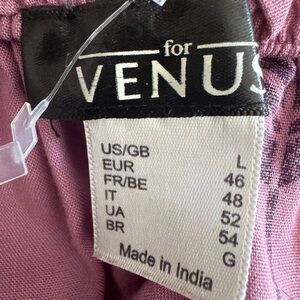 for
VENUS
US/GB L
EUR 46
FR/BE 48
IT 52
UA 54
BR G
Made in India